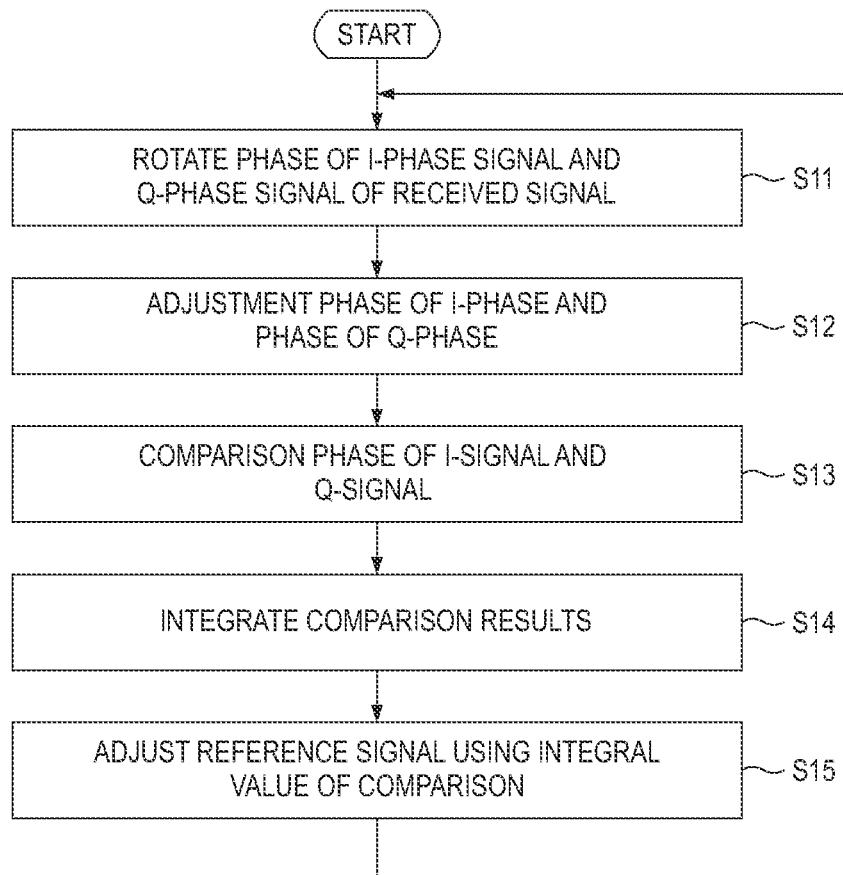 START
ROTATE PHASE OF I-PHASE SIGNAL AND
Q-PHASE SIGNAL OF RECEIVED SIGNAL
S11
ADJUSTMENT PHASE OF I-PHASE AND
PHASE OF Q-PHASE
S12
COMPARISON PHASE OF I-SIGNAL AND
Q-SIGNAL
S13
INTEGRATE COMPARISON RESULTS
S14
ADJUST REFERENCE SIGNAL USING INTEGRAL
VALUE OF COMPARISON
S15